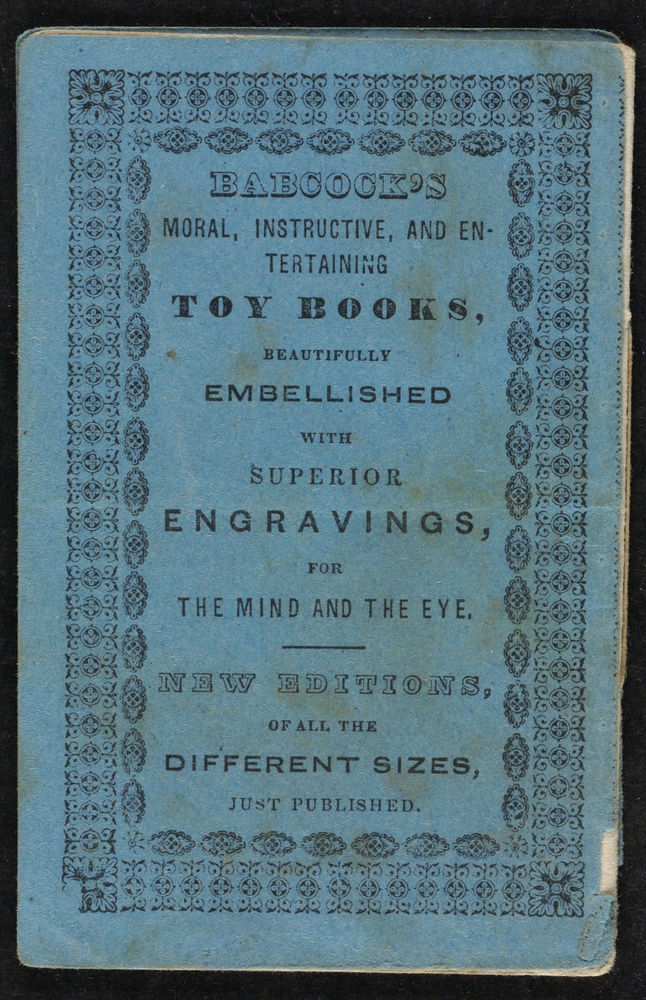 BABCOCK'S
MORAL, INSTRUCTIVE, AND EN-
TERTAINING
TOY BOOKS,
BEAUTIFULLY
EMBELLISHED
WITH
SUPERIOR
ENGRAVINGS,
FOR
THE MIND AND THE EYE.
NEW EDITIONS,
OF ALL THE
DIFFERENT SIZES,
JUST PUBLISHED.